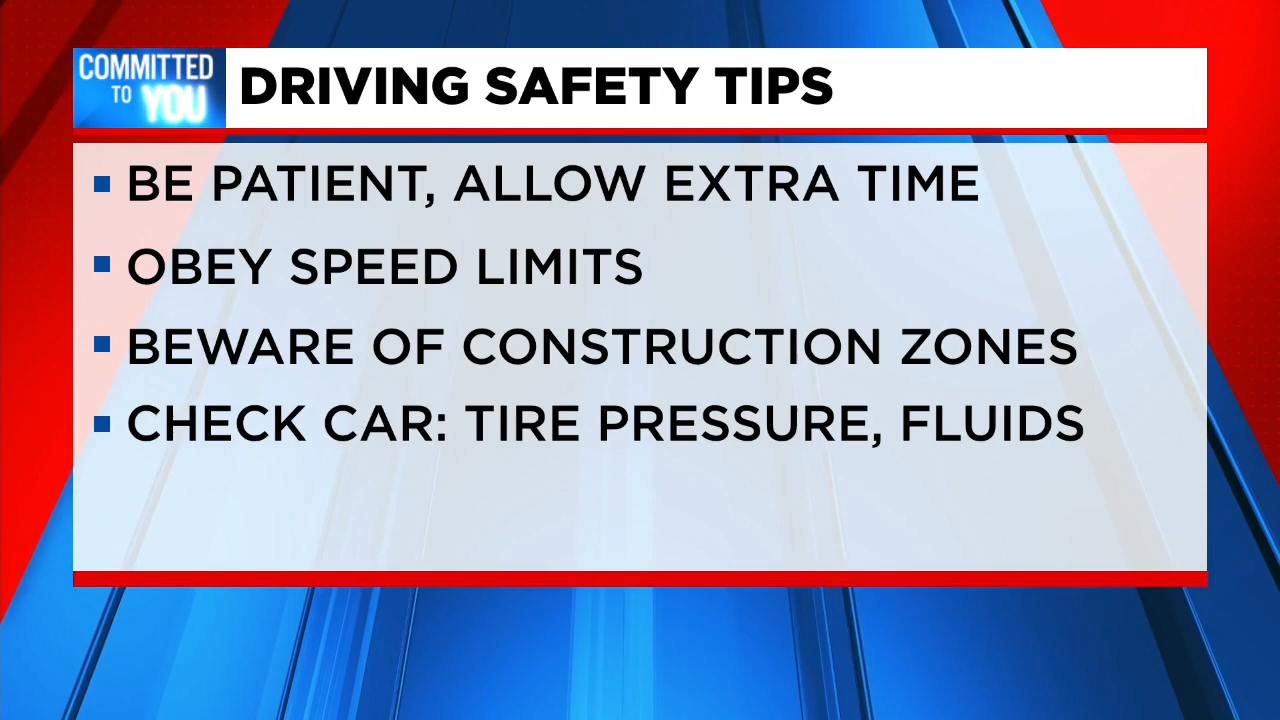 COMMITTED
TO YOU
DRIVING SAFETY TIPS
BE PATIENT, ALLOW EXTRA TIME
OBEY SPEED LIMITS
BEWARE OF CONSTRUCTION ZONES
CHECK CAR: TIRE PRESSURE, FLUIDS